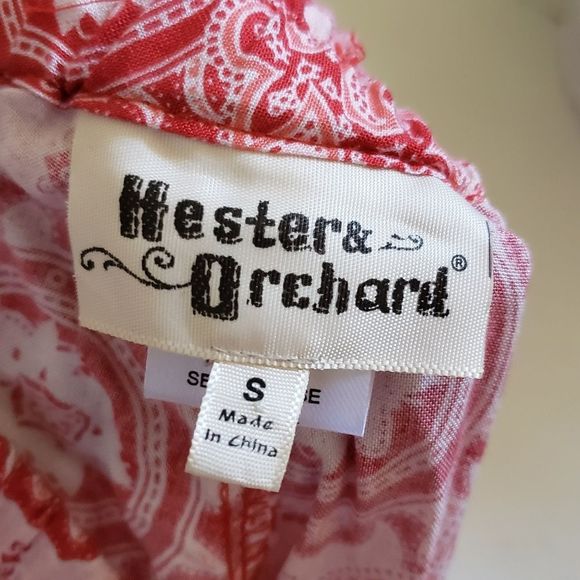 Hester &
Orchard®
S
Made
in China